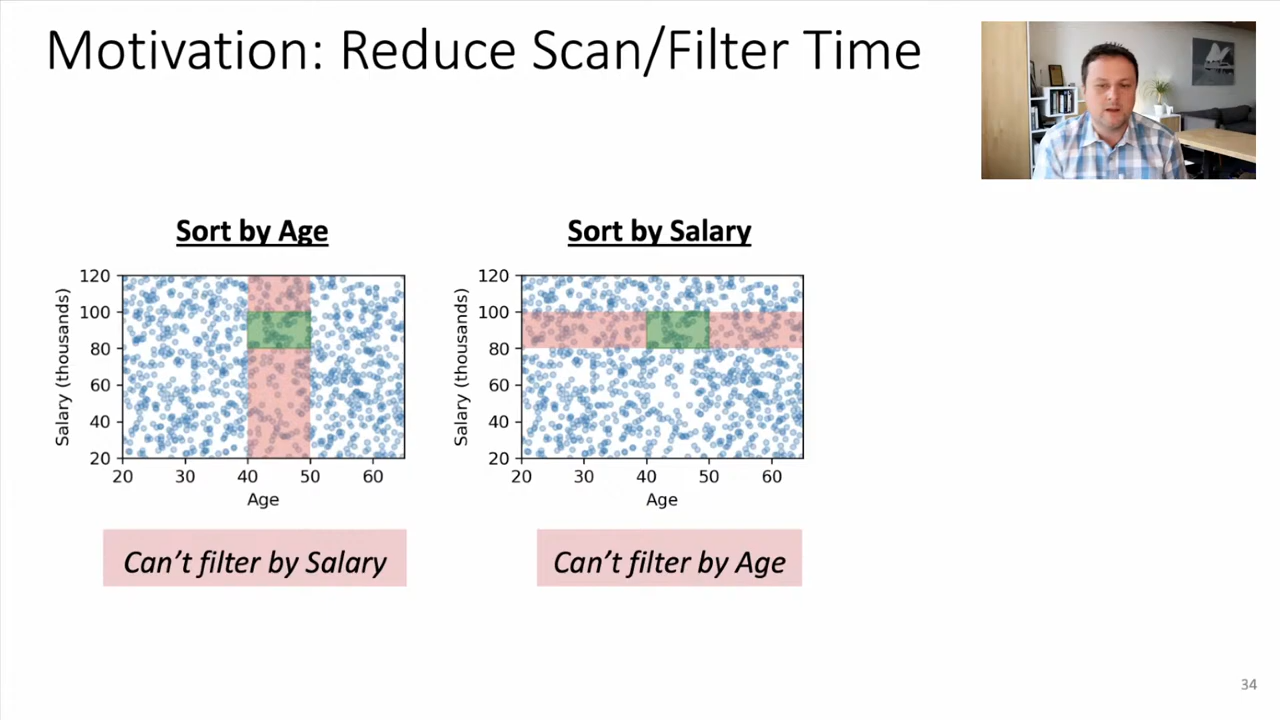 Motivation: Reduce Scan/Filter Time
Sort by Age
120
100
80
60
40
20
Salary (thousands)
20 30 40 50 60
Age
Can't filter by Salary
Sort by Salary
120
100
80
60
40
20
Salary (thousands)
20 30 40 50 60
Age
Can't filter by Age
34